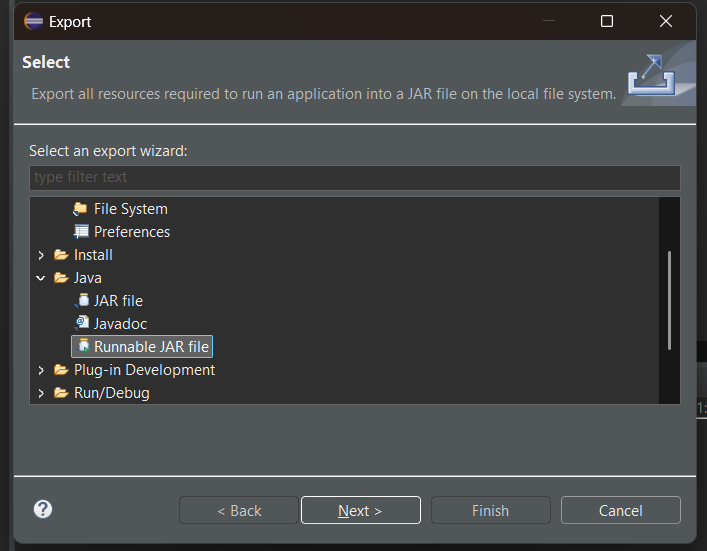 Export
Select
Export all resources required to run an application into a JAR file on the local file system.
Select an export wizard:
type filter text
File System
Preferences
Install
Java
JAR file
Javadoc
Runnable JAR file
Plug-in Development
Run/Debug
1:
?
< Back
Next >
Finish
Cancel